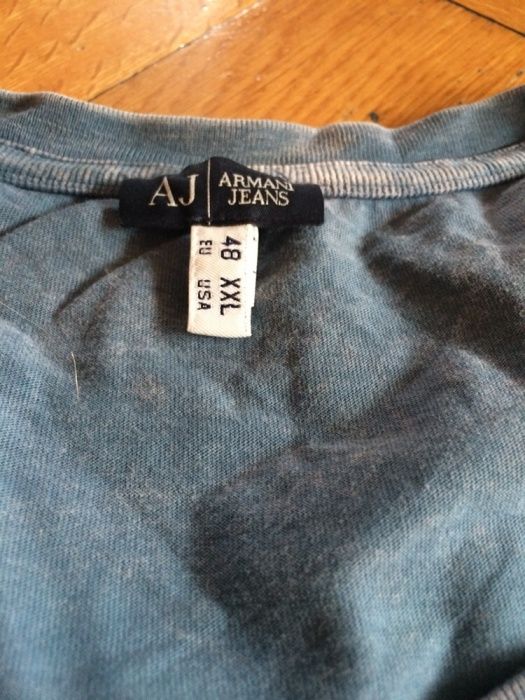 AJ ARMANI
JEANS
48 XXL
EU USA